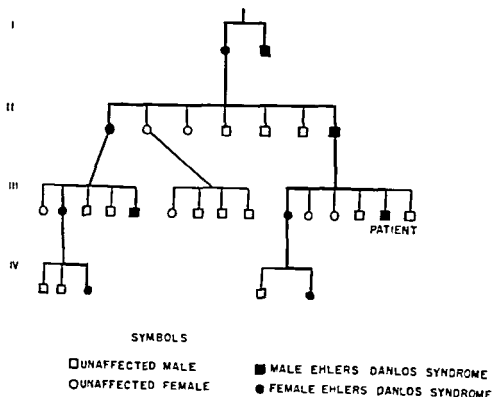 I
II
III
PATIENT
IV
SYMBOLS
UNAFFECTED MALE
MALE EHLERS DANLOS SYNDROME
UNAFFECTED FEMALE
FEMALE EHLERS DANLOS SYNDROME